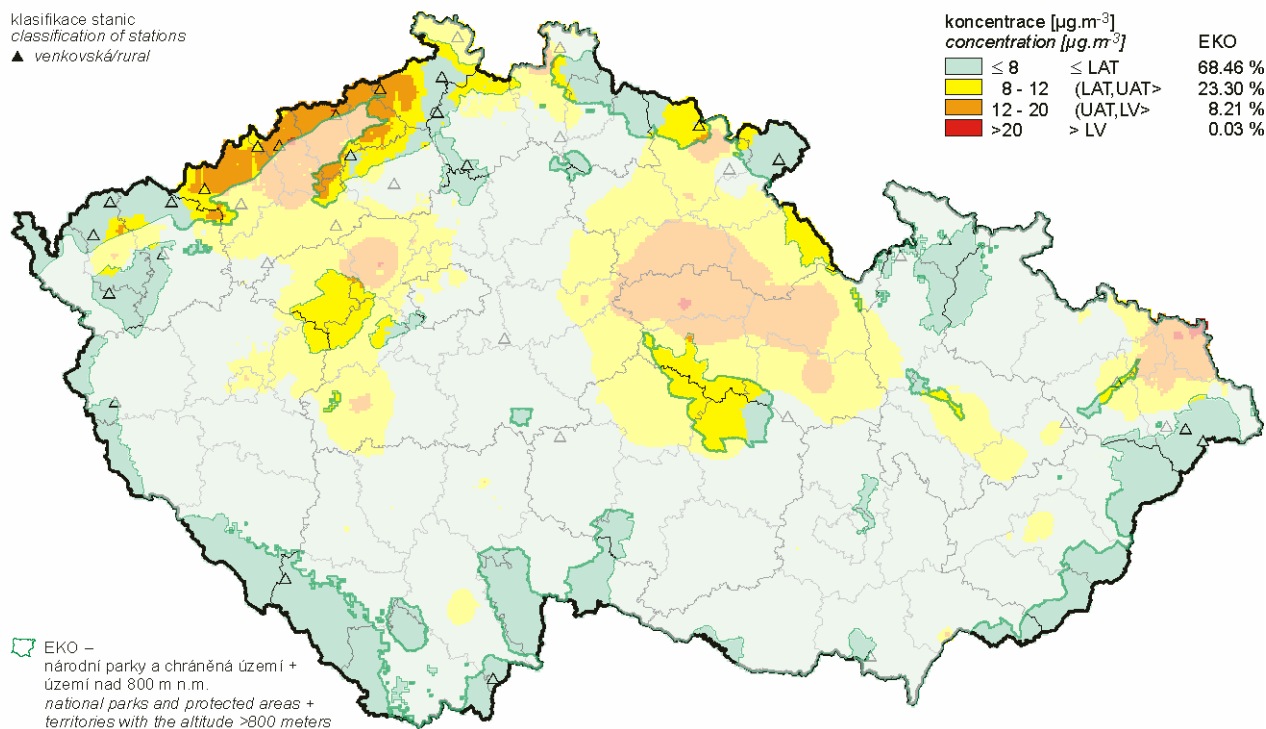 klasifikace stanic
classification of stations
▲ venkovská/rural
koncentrace [µg.m⁻³]
concentration [µg.m⁻³] EKO
≤ 8 ≤ LAT 68.46 %
8 - 12 (LAT,UAT> 23.30 %
12 - 20 (UAT,LV> 8.21 %
>20 > LV 0.03 %
EKO –
národní parky a chráněná území +
území nad 800 m n.m.
national parks and protected areas +
territories with the altitude >800 meters